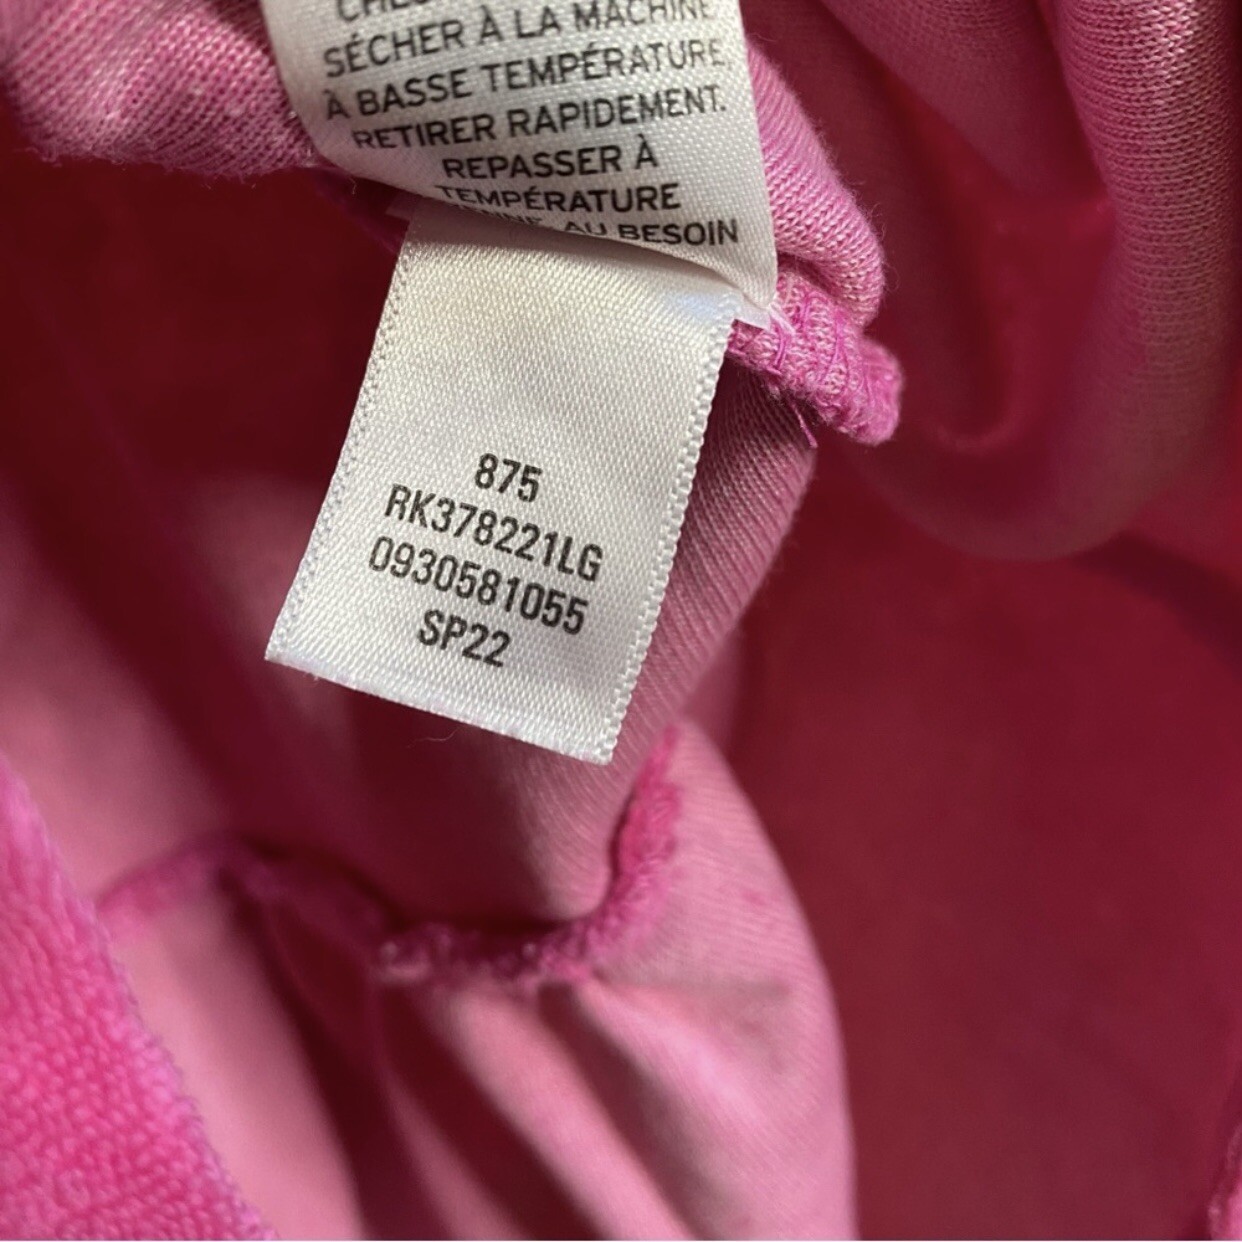 SÉCHER À LA MACHINE
À BASSE TEMPÉRATURE,
RETIRER RAPIDEMENT.
REPASSER À
TEMPÉRATURE
AU BESOIN
875
RK378221LG
0930581055
SP22